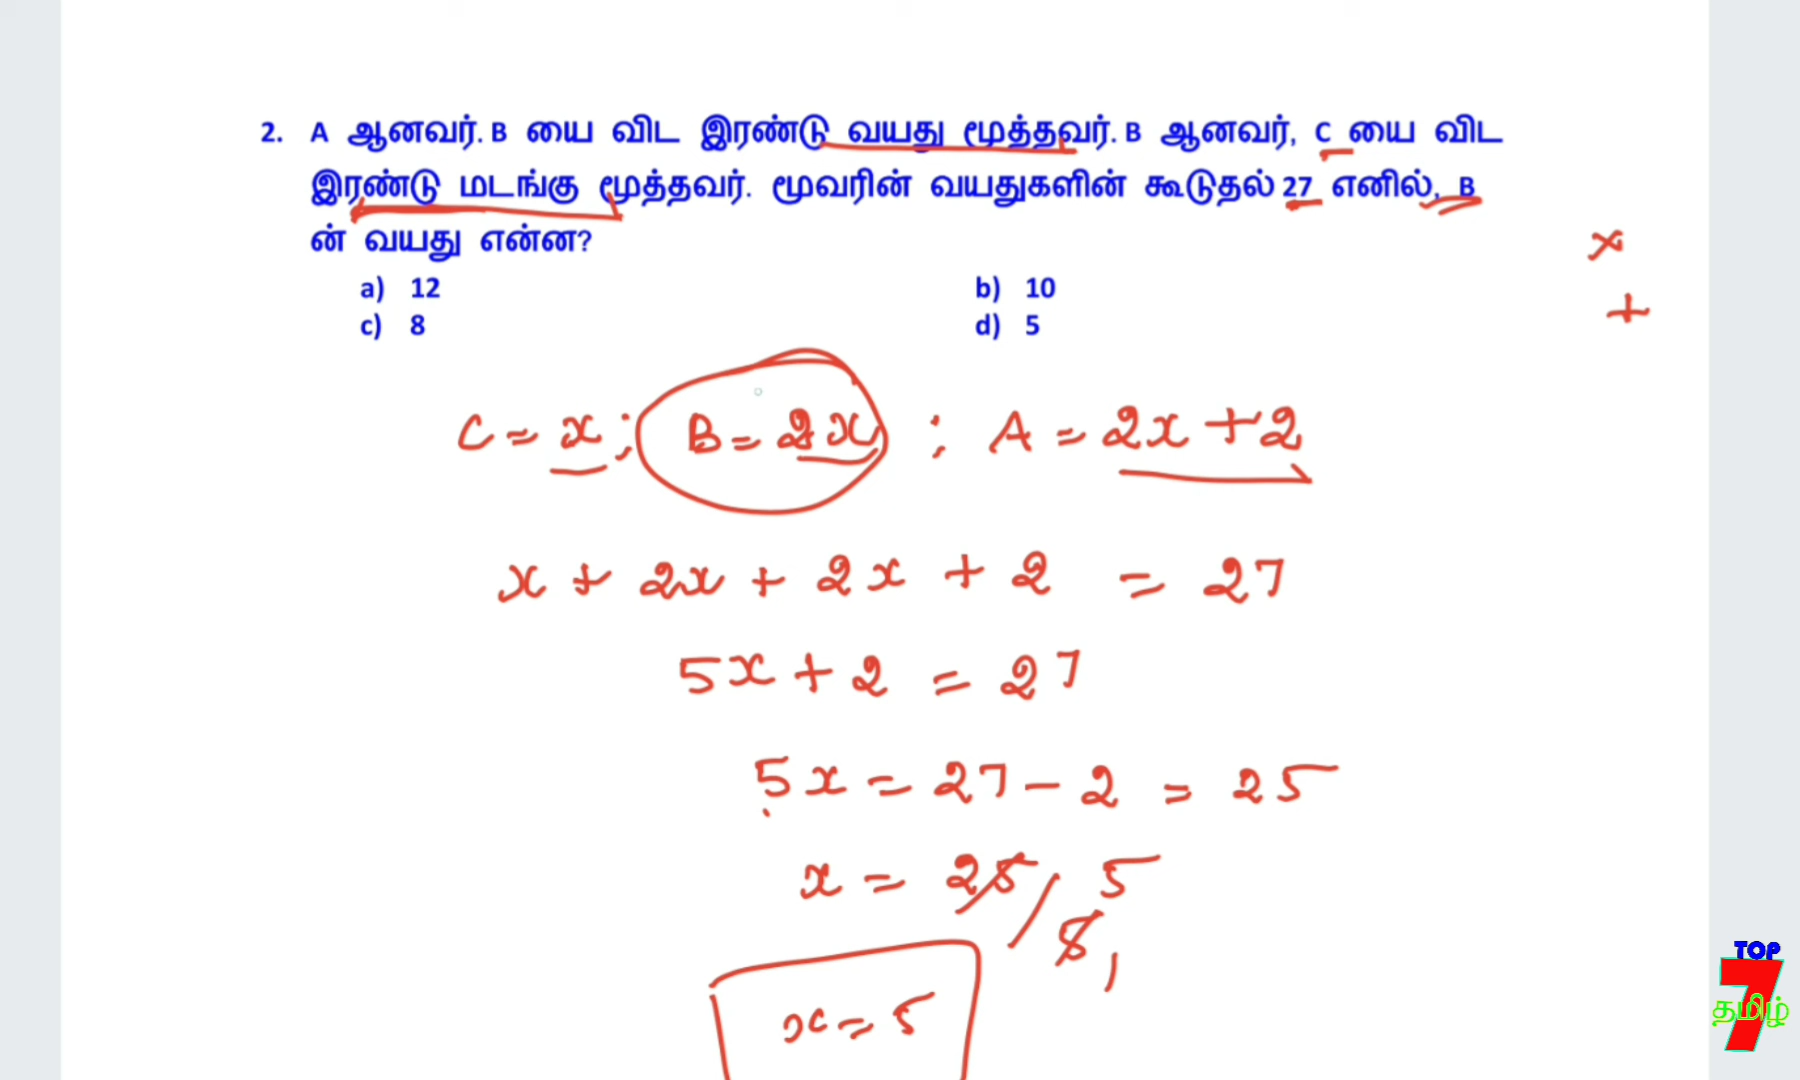 2. A ஆனவர். B யை விட இரண்டு வயது மூத்தவர். B ஆனவர், C யை விட
இரண்டு மடங்கு மூத்தவர். மூவரின் வயதுகளின் கூடுதல் 27 எனில், B
ன் வயது என்ன?
a) 12 b) 10
c) 8 d) 5
×
+
C = x ; B = 2x ; A = 2x + 2
x + 2x + 2x + 2 = 27
5x + 2 = 27
5x = 27 - 2 = 25
x = 25 / 5 5 1
x = 5
TOP
7
தமிழ்